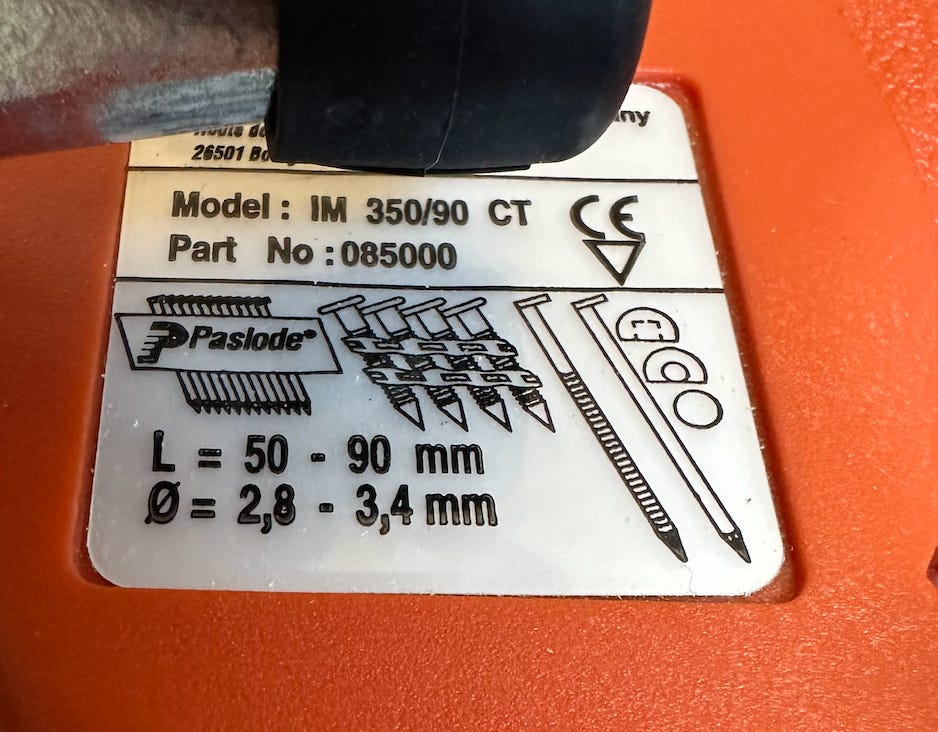 26501
Model : IM 350/90 CT
Part No : 085000
CE
Paslode®
L = 50 - 90 mm
Ø = 2,8 - 3,4 mm